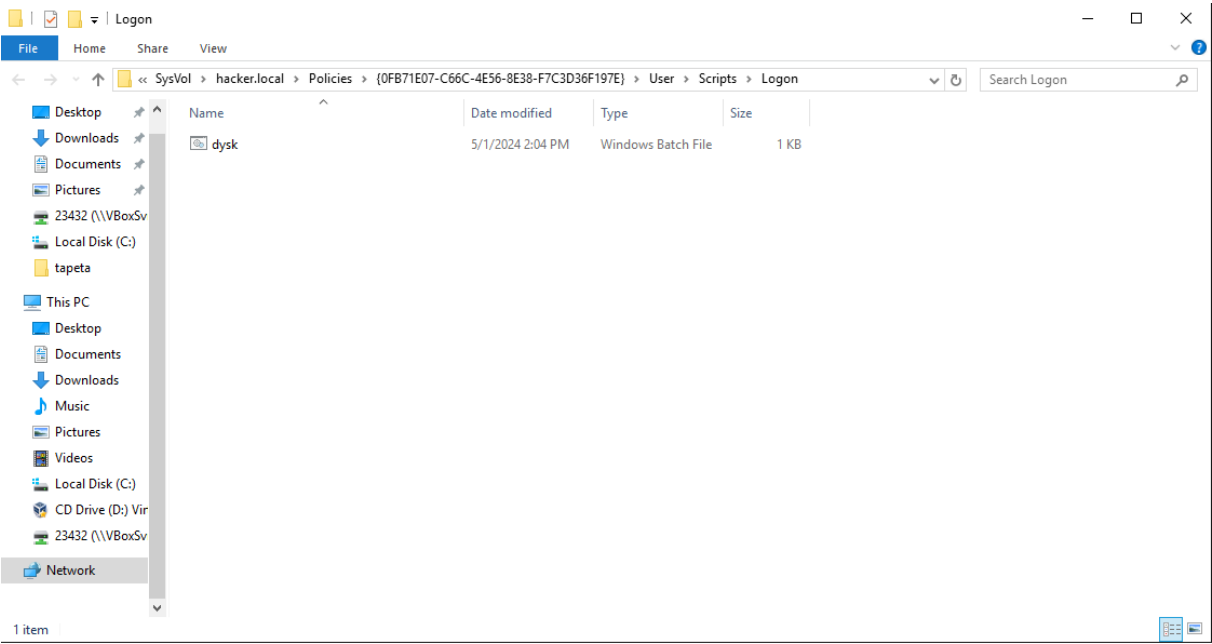 Logon
File Home Share View
« SysVol › hacker.local › Policies › {0FB71E07-C66C-4E56-8E38-F7C3D36F197E} › User › Scripts › Logon
Search Logon
Name Date modified Type Size
dysk 5/1/2024 2:04 PM Windows Batch File 1 KB
Desktop
Downloads
Documents
Pictures
23432 (\\VBoxSv
Local Disk (C:)
tapeta
This PC
Desktop
Documents
Downloads
Music
Pictures
Videos
Local Disk (C:)
CD Drive (D:) Vir
23432 (\\VBoxSv
Network
1 item